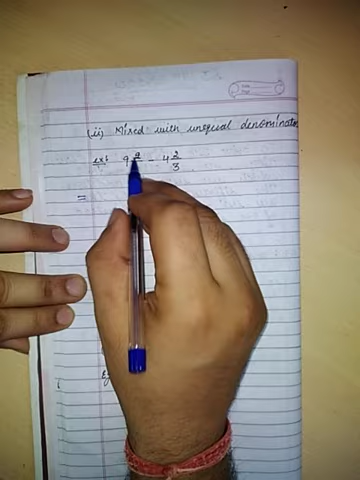 (ii) Mixed with unequal denominator
ex: 9 - 4 2/3
=